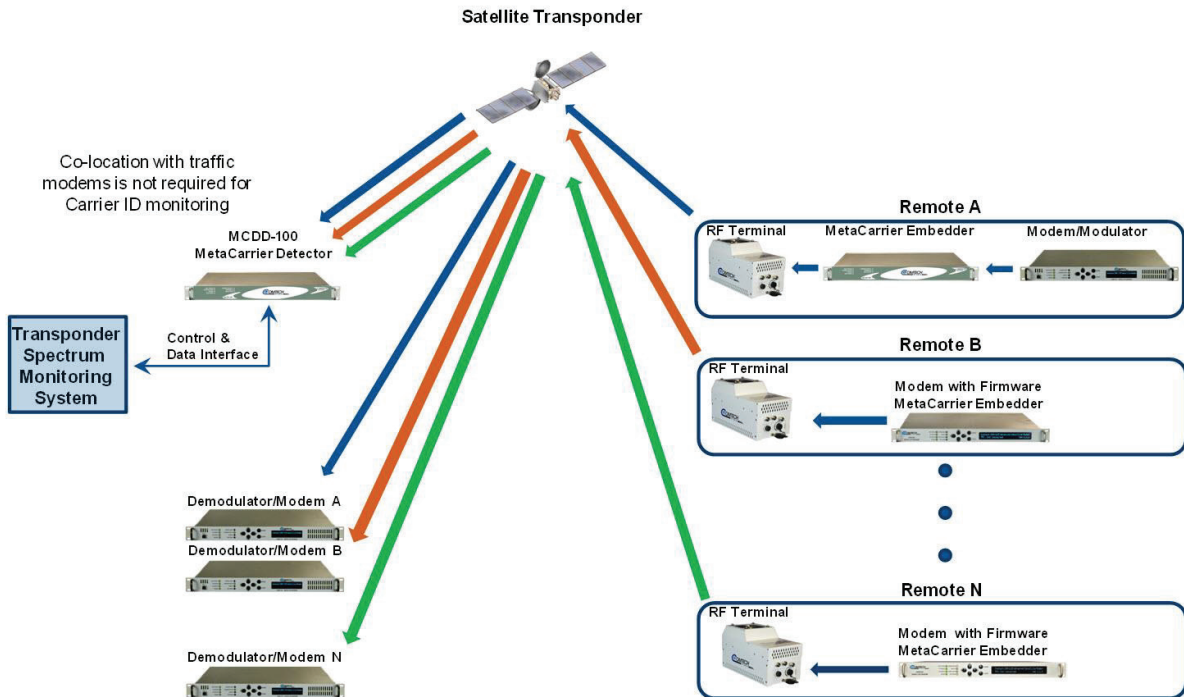 Satellite Transponder
Co-location with traffic
modems is not required for
Carrier ID monitoring
MCDD-100
MetaCarrier Detector
Transponder
Spectrum
Monitoring
System
Control &
Data Interface
Demodulator/Modem A
Demodulator/Modem B
Demodulator/Modem N
Remote A
RF Terminal
MetaCarrier Embedder
Modem/Modulator
Remote B
RF Terminal
Modem with Firmware
MetaCarrier Embedder
Remote N
RF Terminal
Modem with Firmware
MetaCarrier Embedder